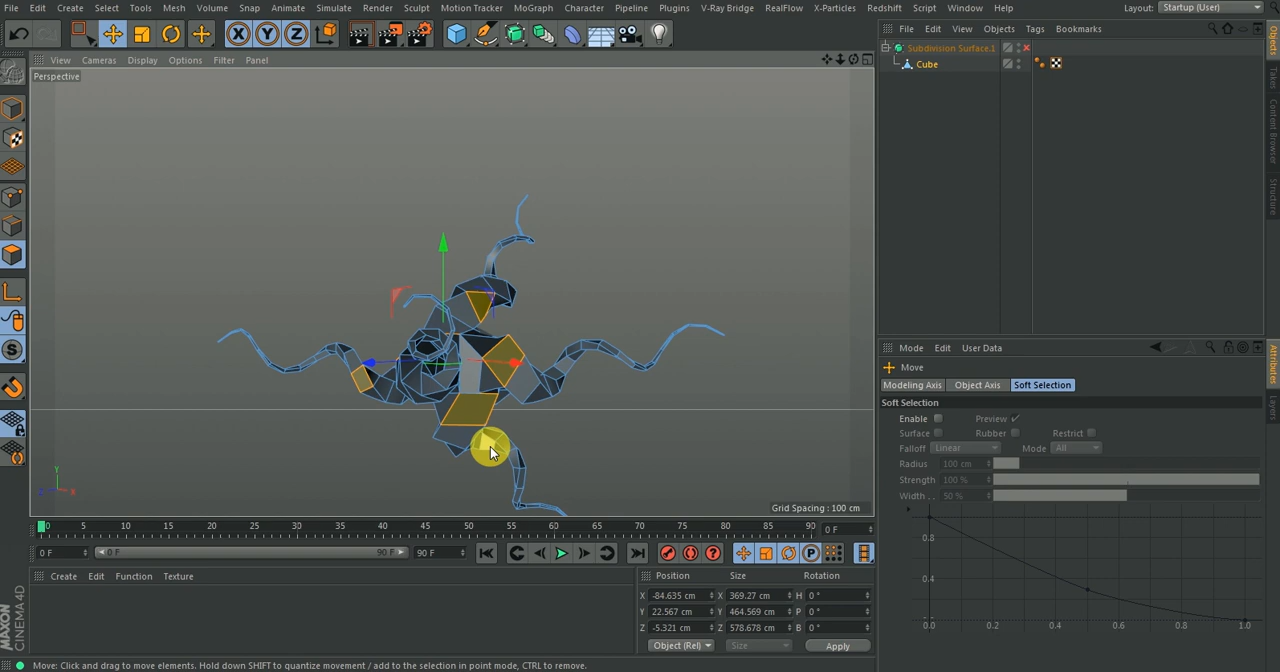 File Edit Create Select Tools Mesh Volume Snap Animate Simulate Render Sculpt Motion Tracker MoGraph Character Pipeline Plugins V-Ray Bridge RealFlow X-Particles Redshift Script Window Help Layout: Startup (User)
File Edit View Objects Tags Bookmarks
X Y Z
Subdivision Surface.1
View Cameras Display Options Filter Panel
Cube
Perspective
Objects
Takes
Content Browser
Structure
Mode Edit User Data
Move
Modeling Axis Object Axis Soft Selection
Soft Selection
Enable Preview
Surface Rubber Restrict
Falloff Linear Mode All
Radius 100 cm
Strength 100 %
Width . . 50 %
Attributes
Layers
0.8
0.4
0.0 0.2 0.4 0.6 0.8 1.0
Y
Z X
S
Grid Spacing : 100 cm
0 5 10 15 20 25 30 35 40 45 50 55 60 65 70 75 80 85 90 0 F
0 F 0 F 90 F 90 F
P
Create Edit Function Texture
Position Size Rotation
X -84.635 cm X 369.27 cm H 0 °
Y 22.567 cm Y 464.569 cm P 0 °
Z -5.321 cm Z 578.678 cm B 0 °
Object (Rel) Size Apply
MAXON
CINEMA 4D
Move: Click and drag to move elements. Hold down SHIFT to quantize movement / add to the selection in point mode, CTRL to remove.